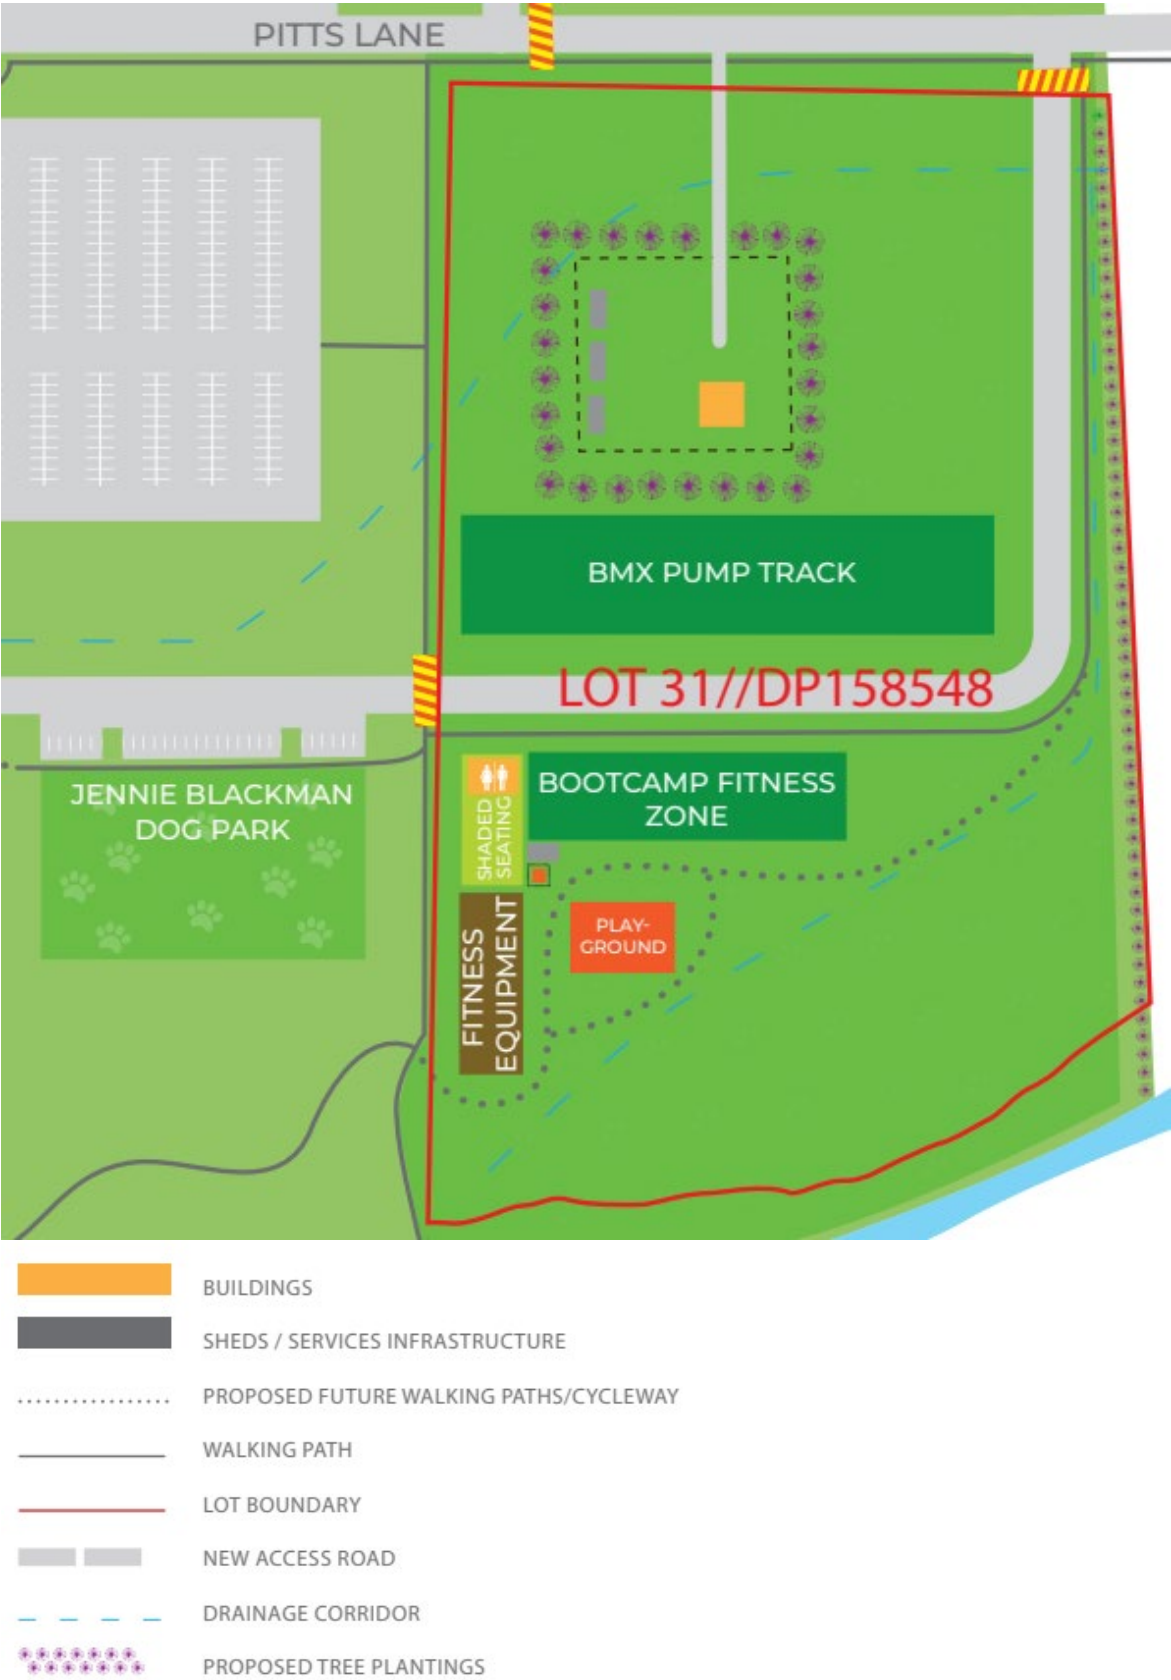 PITTS LANE
BMX PUMP TRACK
LOT 31//DP158548
JENNIE BLACKMAN
DOG PARK
SHADED
SEATING
BOOTCAMP FITNESS
ZONE
FITNESS
EQUIPMENT
PLAY-
GROUND
BUILDINGS
SHEDS / SERVICES INFRASTRUCTURE
PROPOSED FUTURE WALKING PATHS/CYCLEWAY
WALKING PATH
LOT BOUNDARY
NEW ACCESS ROAD
DRAINAGE CORRIDOR
PROPOSED TREE PLANTINGS